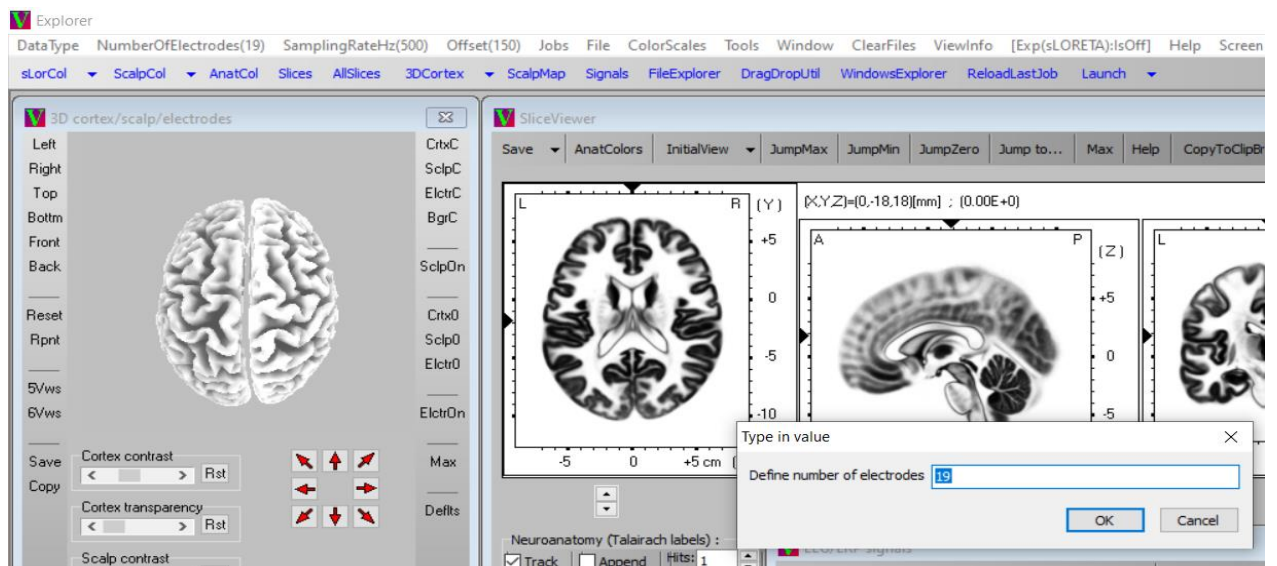 Explorer
DataType NumberOfElectrodes(19) SamplingRateHz(500) Offset(150) Jobs File ColorScales Tools Window ClearFiles ViewInfo [Exp(sLORETA):IsOff] Help Screen
sLorCol ScalpCol AnatCol Slices AllSlices 3DCortex ScalpMap Signals FileExplorer DragDropUtil WindowsExplorer ReloadLastJob Launch
3D cortex/scalp/electrodes
Left
Right
Top
Bottm
Front
Back
Reset
Rpnt
5Vws
6Vws
Save
Copy
CrtxC
SclpC
ElctrC
BgrC
SclpOn
Crtx0
Sclp0
Elctr0
ElctrOn
Max
Deflts
Cortex contrast
Rst
Cortex transparency
Rst
Scalp contrast
SliceViewer
Save AnatColors InitialView JumpMax JumpMin JumpZero Jump to... Max Help CopyToClipBr
L R (Y)
+5
0
-5
-10
-5 0 +5 cm (
(X,Y,Z)=(0,-18,18)[mm] ; (0.00E+0)
A P (Z)
+5
0
-5
L
Neuroanatomy (Talairach labels) :
Track Append Hits: 1
Type in value
Define number of electrodes 19
OK Cancel
EEG/ERP signals